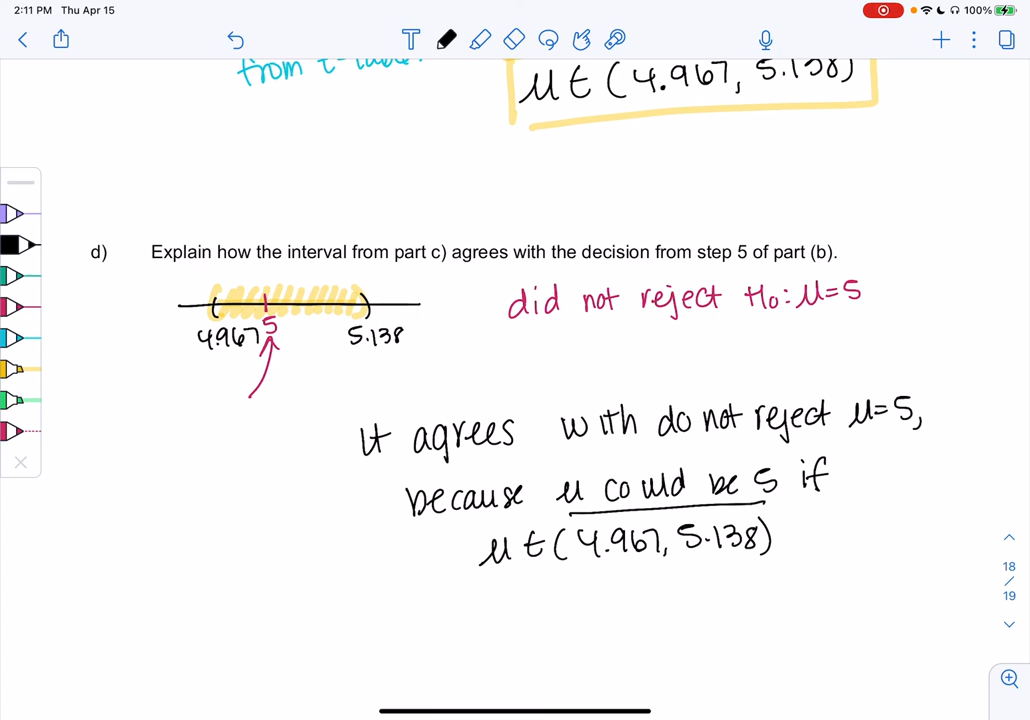 2:11 PM Thu Apr 15
100%
T
from t-table.
μ ∈ (4.967, 5.138)
d) Explain how the interval from part c) agrees with the decision from step 5 of part (b).
did not reject H₀: μ=5
4.967 5 5.138
It agrees with do not reject μ=5,
because μ could be 5 if
μ ∈ (4.967, 5.138)
18
/
19